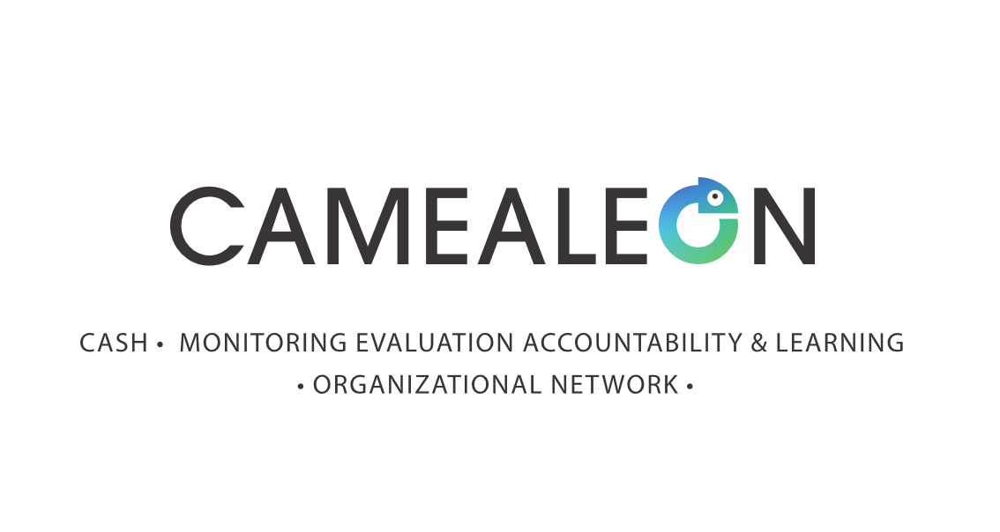 CAMEALEON
CASH • MONITORING EVALUATION ACCOUNTABILITY & LEARNING
• ORGANIZATIONAL NETWORK •